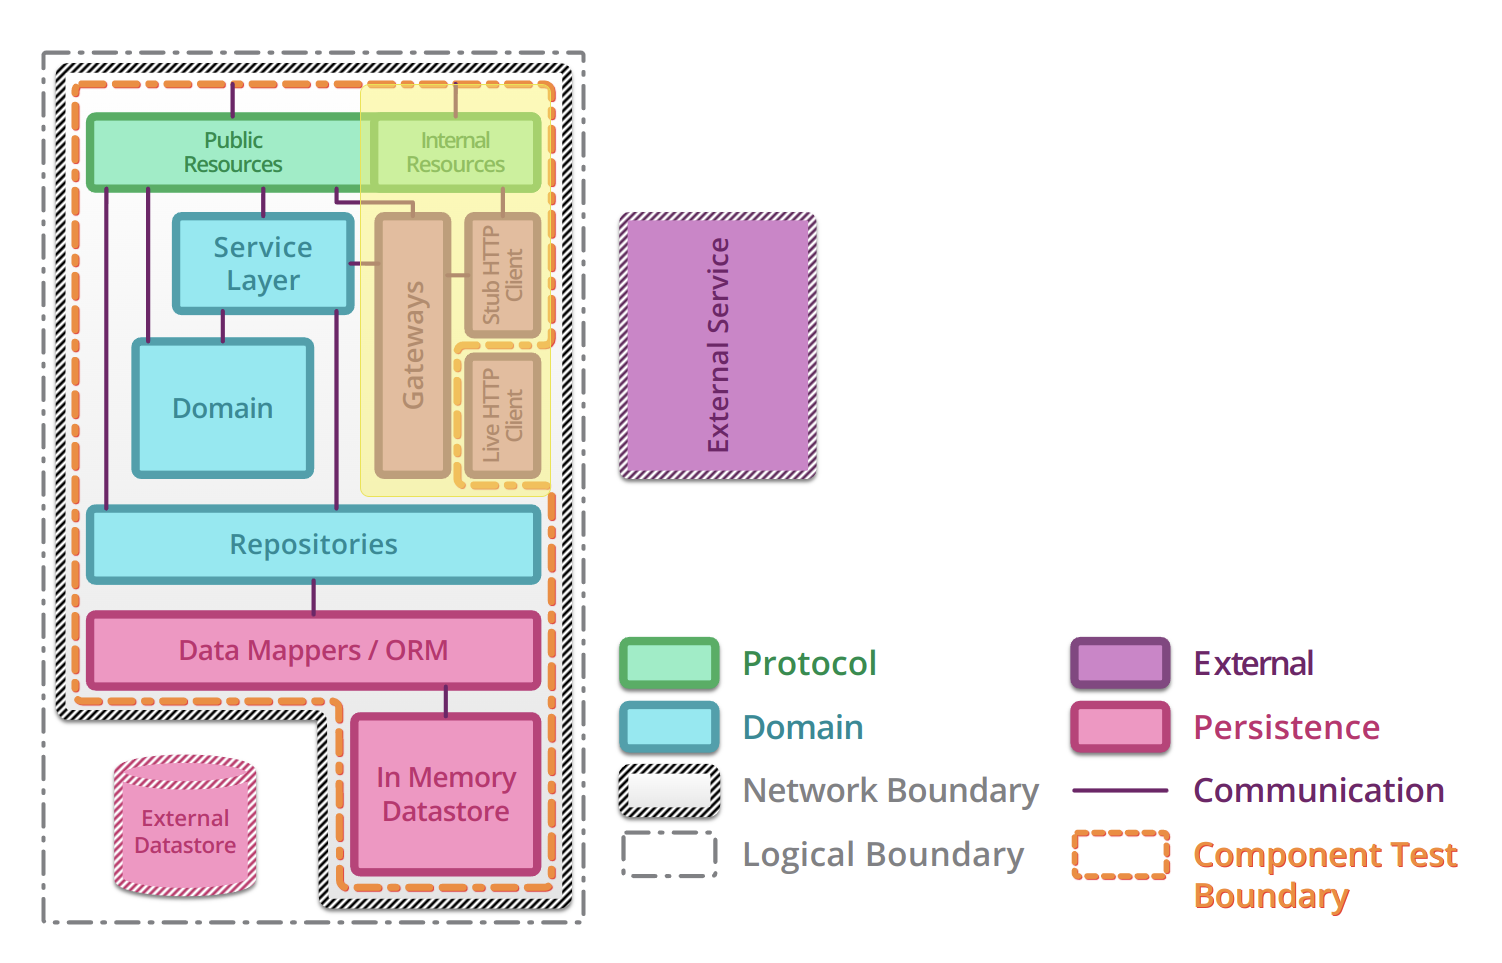 Public
Resources
Internal
Resources
Service
Layer
Gateways
Stub HTTP
Client
Live HTTP
Client
Domain
External Service
Repositories
Data Mappers / ORM
In Memory
Datastore
External
Datastore
Protocol
External
Domain
Persistence
Network Boundary
Communication
Logical Boundary
Component Test
Boundary